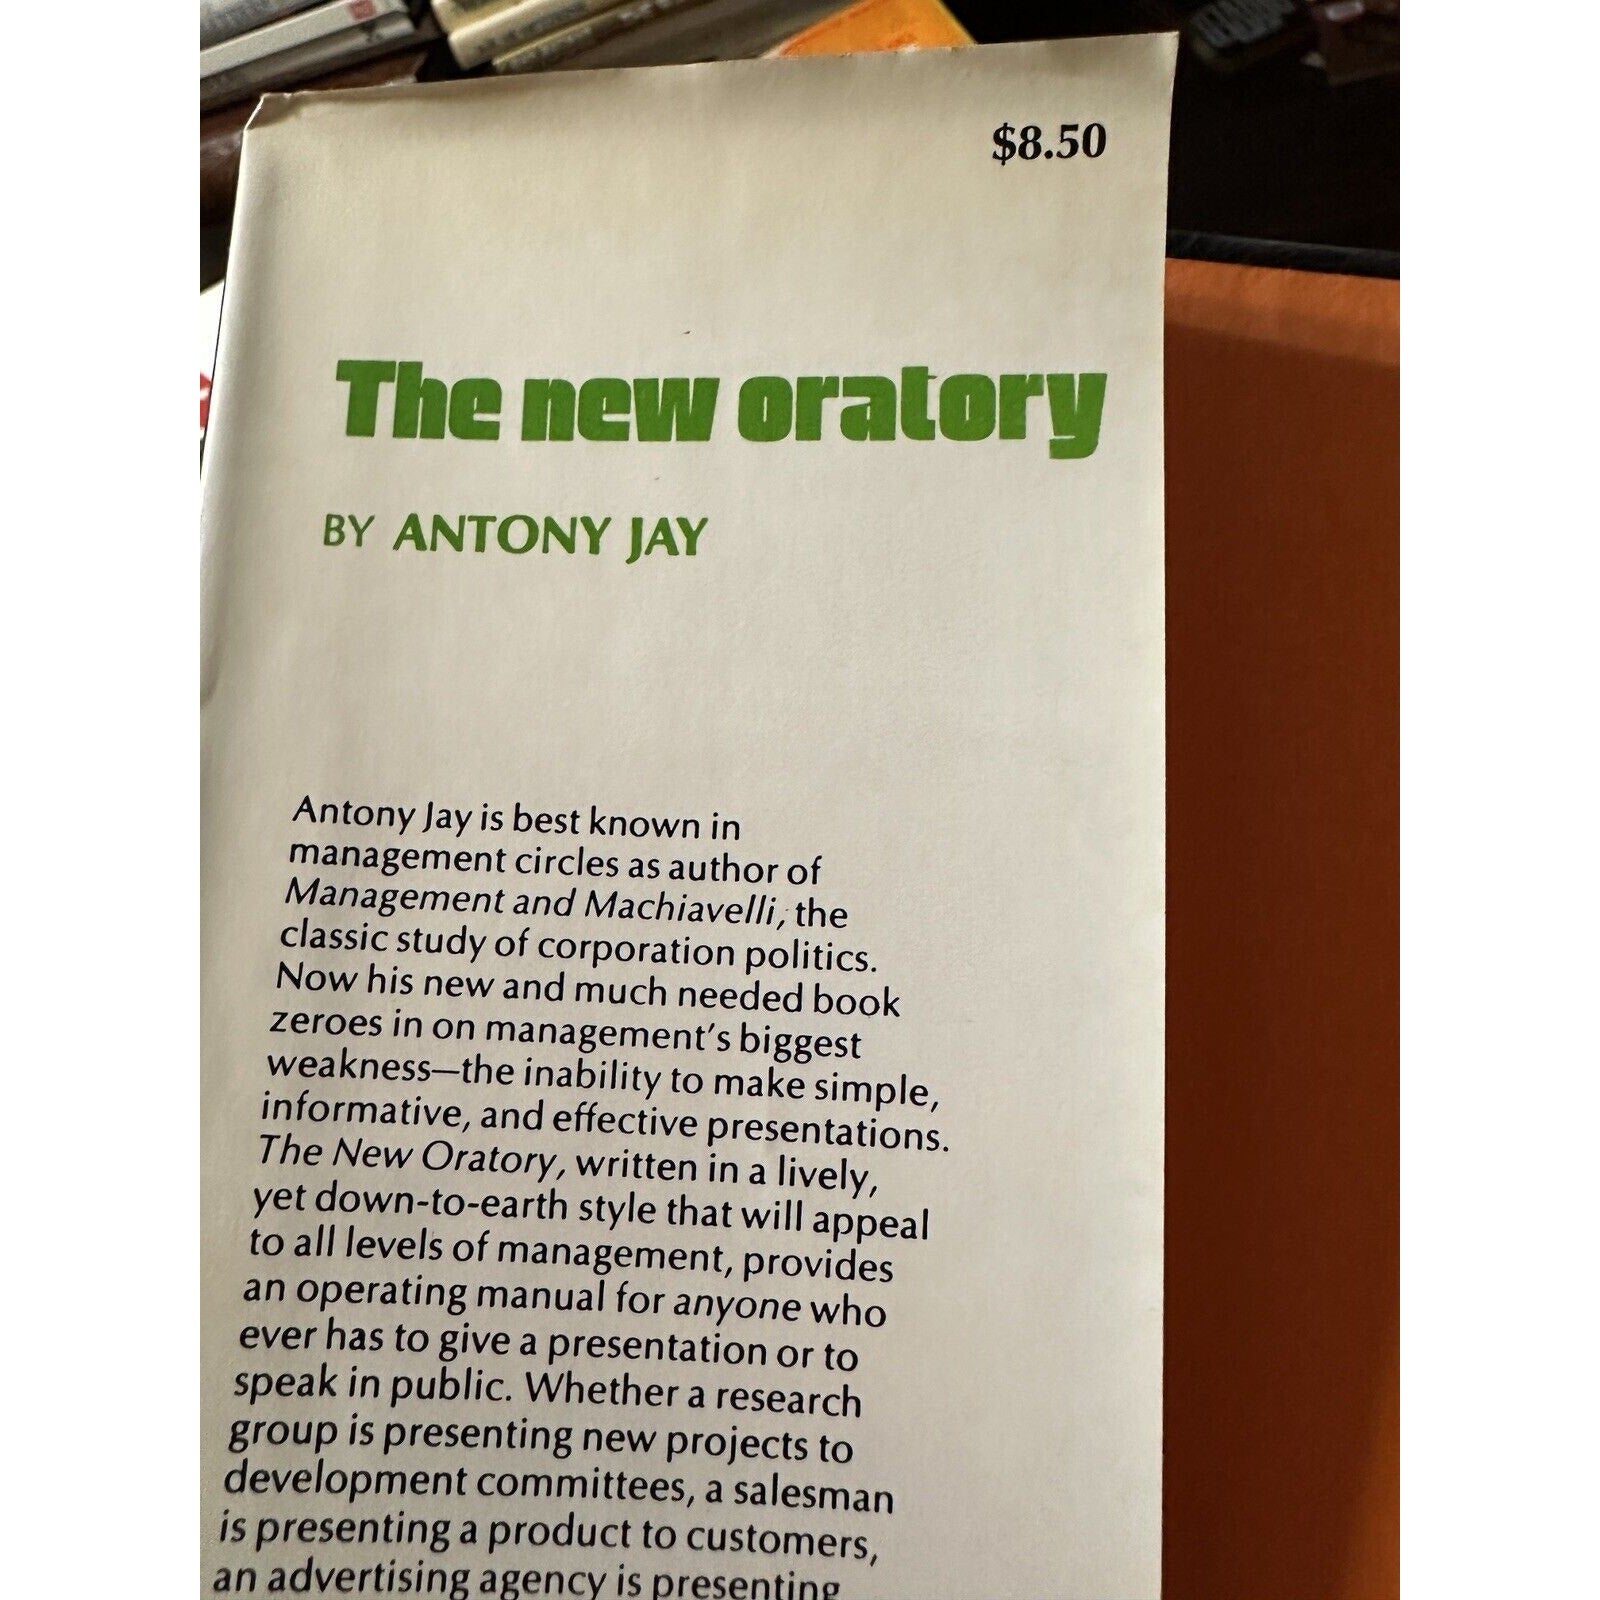 $8.50
The new oratory
BY ANTONY JAY
Antony Jay is best known in
management circles as author of
Management and Machiavelli, the
classic study of corporation politics.
Now his new and much needed book
zeroes in on management's biggest
weakness—the inability to make simple,
informative, and effective presentations.
The New Oratory, written in a lively,
yet down-to-earth style that will appeal
to all levels of management, provides
an operating manual for anyone who
ever has to give a presentation or to
speak in public. Whether a research
group is presenting new projects to
development committees, a salesman
is presenting a product to customers,
an advertising agency is presenting